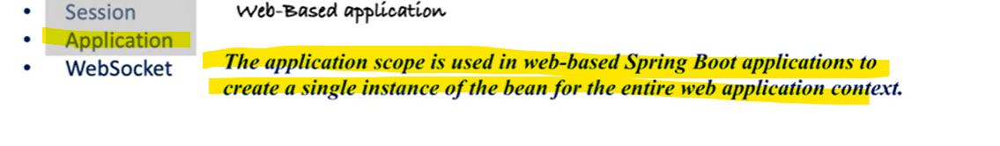 • Session
Web-Based application
• Application
• WebSocket
The application scope is used in web-based Spring Boot applications to
create a single instance of the bean for the entire web application context.